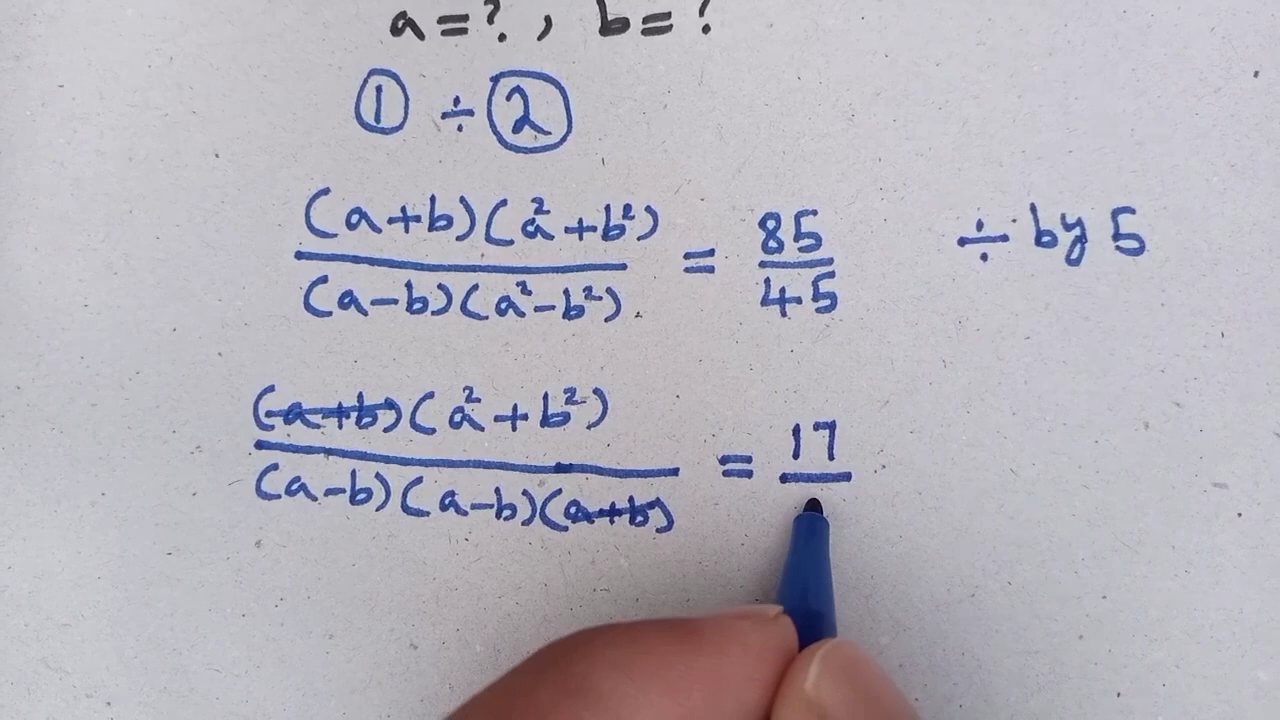 a = ? , b = ?
① ÷ ②
(a+b)(a²+b²)/(a-b)(a²-b²) = 85/45 ÷ by 5
(a+b)(a²+b²)/(a-b)(a-b)(a+b) = 17/